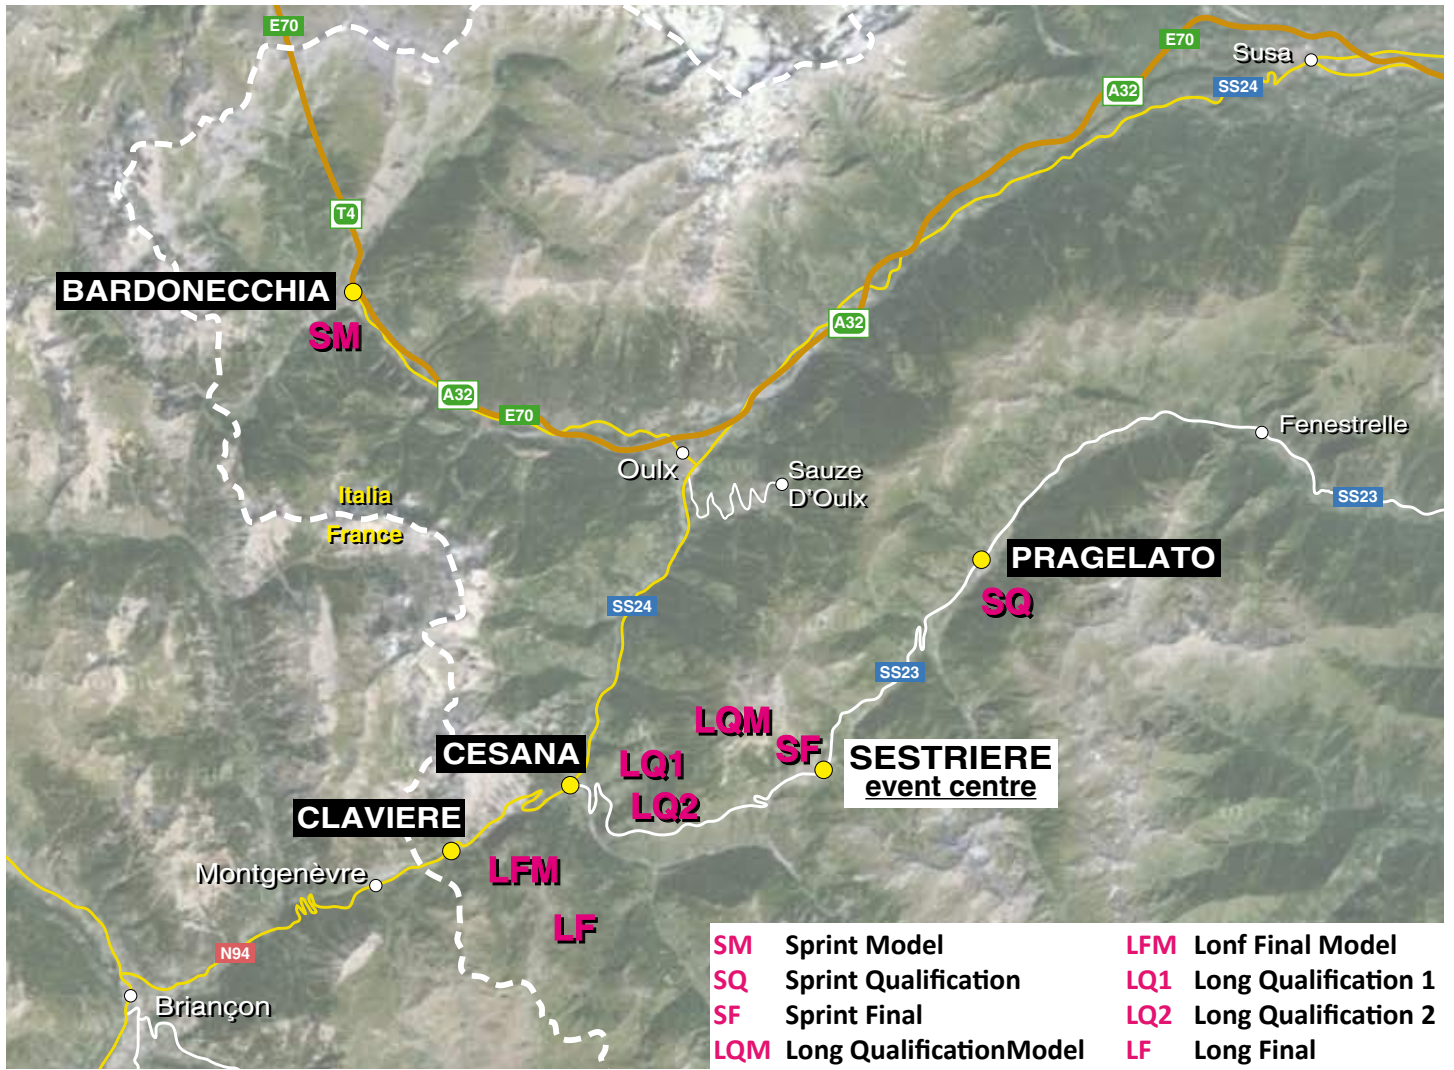 E70
E70
Susa
A32
SS24
T4
BARDONECCHIA
SM
A32
A32
E70
Fenestrelle
Oulx
Sauze
D'Oulx
Italia
SS23
France
PRAGELATO
SQ
SS24
SS23
LQM
SF
CESANA
LQ1
SESTRIERE
event centre
LQ2
CLAVIERE
Montgenèvre
LFM
LF
N94
Briançon
SM Sprint Model
SQ Sprint Qualification
SF Sprint Final
LQM Long QualificationModel
LFM Lonf Final Model
LQ1 Long Qualification 1
LQ2 Long Qualification 2
LF Long Final